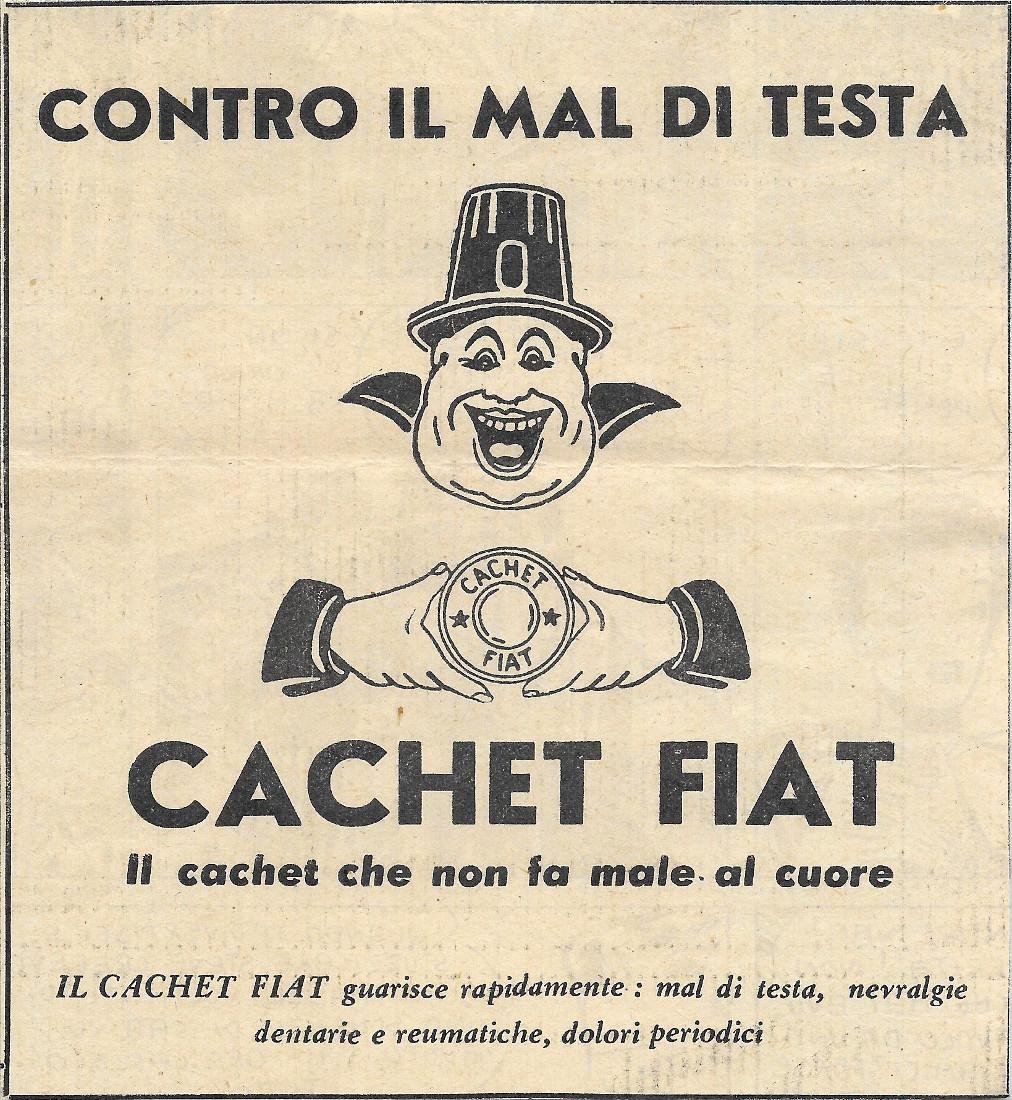 CONTRO IL MAL DI TESTA
CACHET
FIAT
CACHET FIAT
Il cachet che non fa male al cuore
IL CACHET FIAT guarisce rapidamente : mal di testa, nevralgie
dentarie e reumatiche, dolori periodici